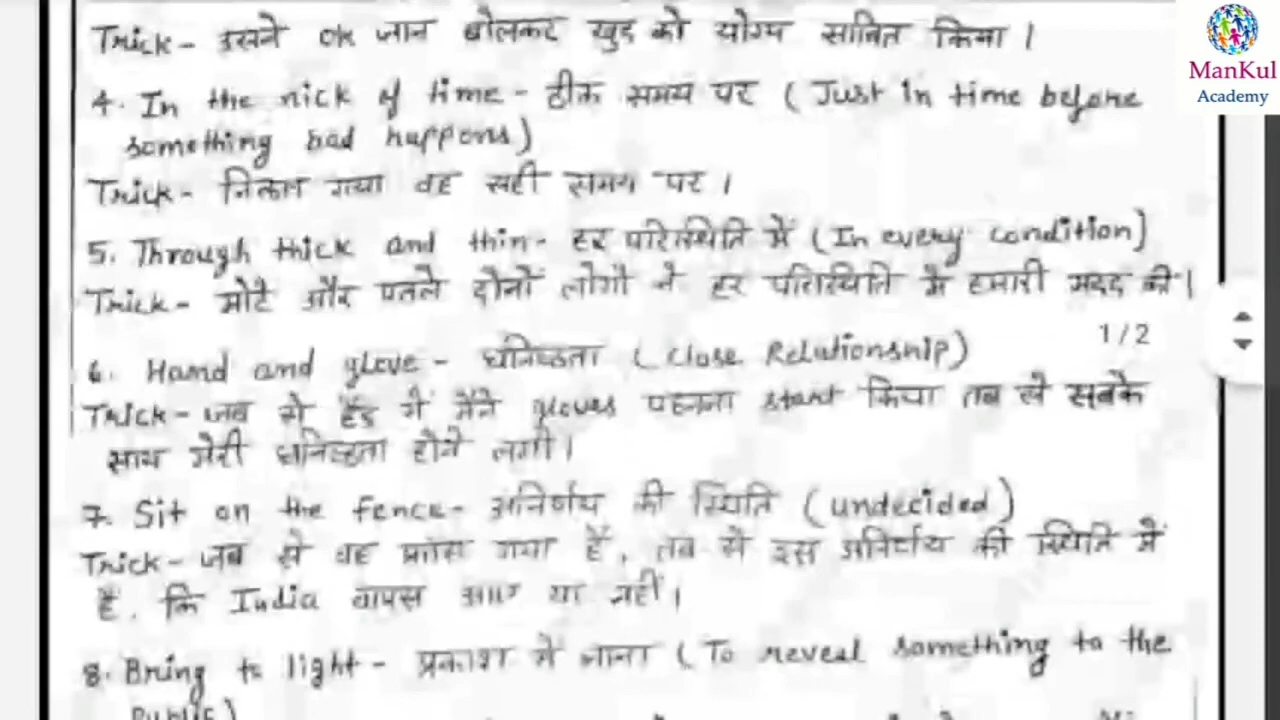 Trick - उसने ok जान बोलकर खुद को योग्य साबित किया।
ManKul
Academy
4. In the nick of time - ठीक समय पर (Just in time before
something bad happens)
Trick - निकल गया वह सही समय पर।
5. Through thick and thin - हर परिस्थिति में (In every condition)
Trick - मोटे और पतले दोनों लोगों ने हर परिस्थिति में हमारी मदद की।
1/2
6. Hand and glove - घनिष्ठता (Close Relationship)
Trick - जब से हैंड में मैंने gloves पहनना start किया तब से सबके
साथ मेरी घनिष्ठता होने लगी।
7. Sit on the fence - अनिर्णय की स्थिति (undecided)
Trick - जब से वह फ्रांस गया है, तब से इस अनिर्णय की स्थिति में
है, कि India वापस आए या नहीं।
8. Bring to light - प्रकाश में लाना (To reveal something to the
Public)